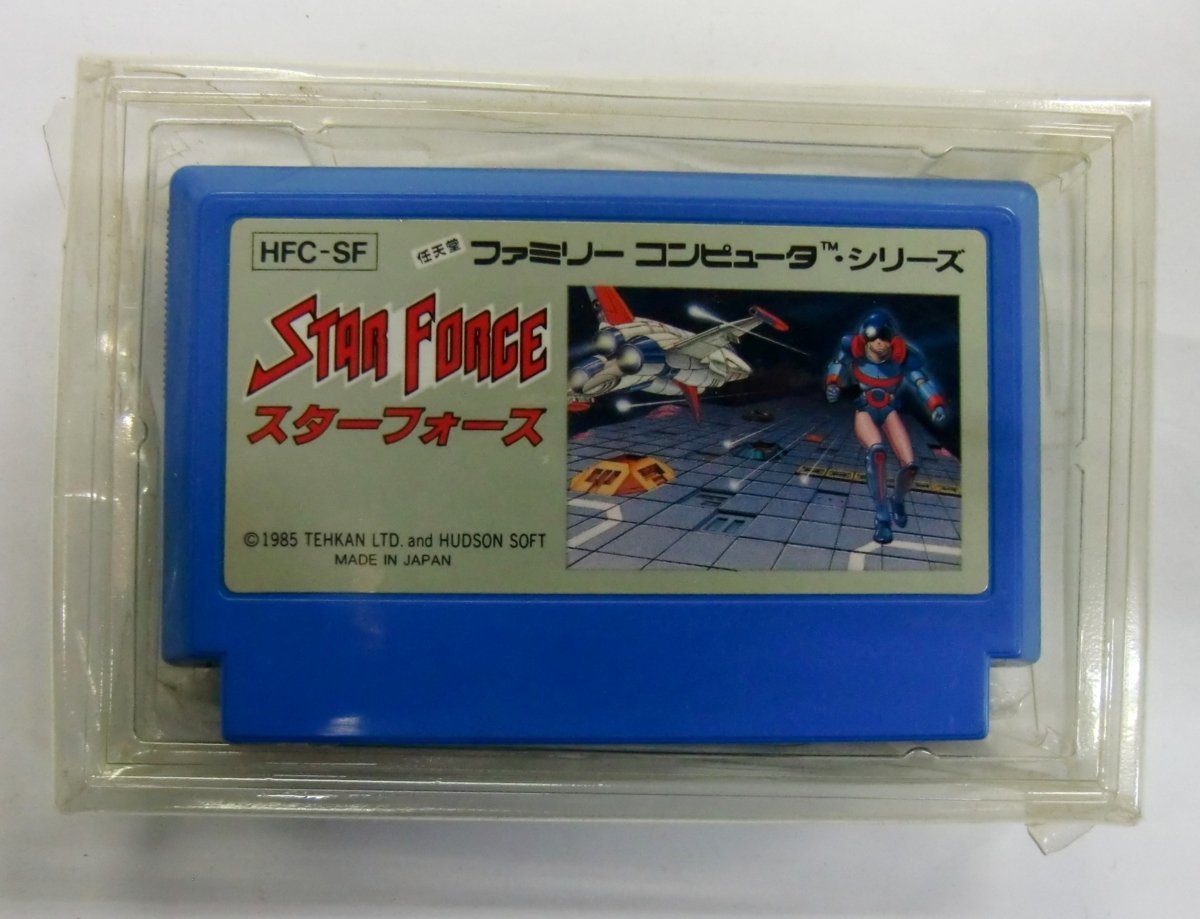 HFC-SF
任天堂 ファミリー コンピュータ™・シリーズ
STAR FORCE
スターフォース
©1985 TEHKAN LTD. and HUDSON SOFT
MADE IN JAPAN